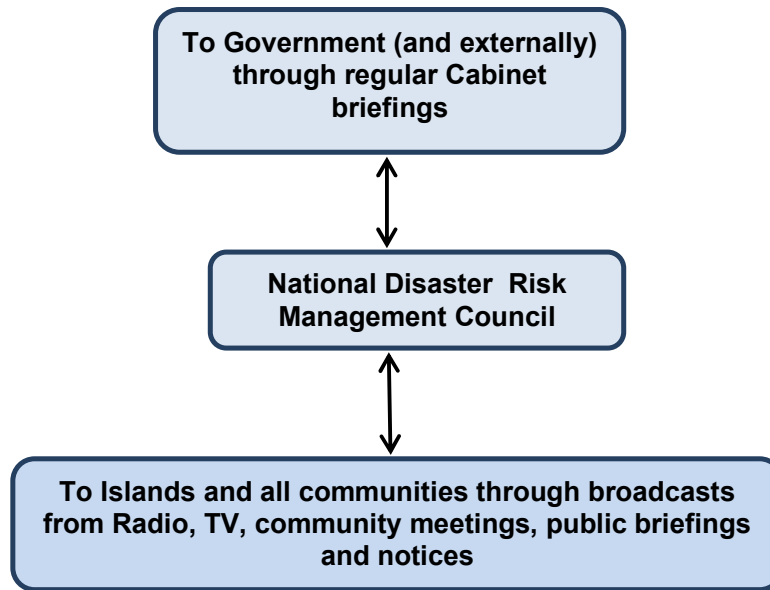 To Government (and externally)
through regular Cabinet
briefings
National Disaster  Risk
Management Council
To Islands and all communities through broadcasts
from Radio, TV, community meetings, public briefings
and notices